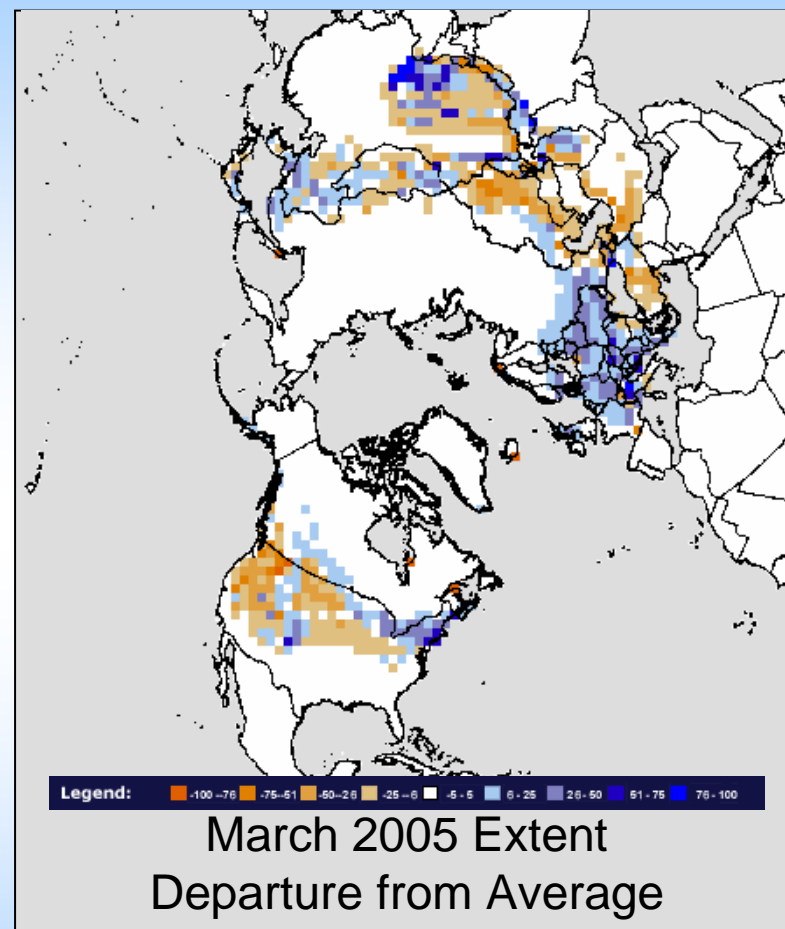 Legend: -100 --76 -75--51 -50--26 -25--6 -5 - 5 6 - 25 26 - 50 51 - 75 76 - 100
March 2005 Extent
Departure from Average